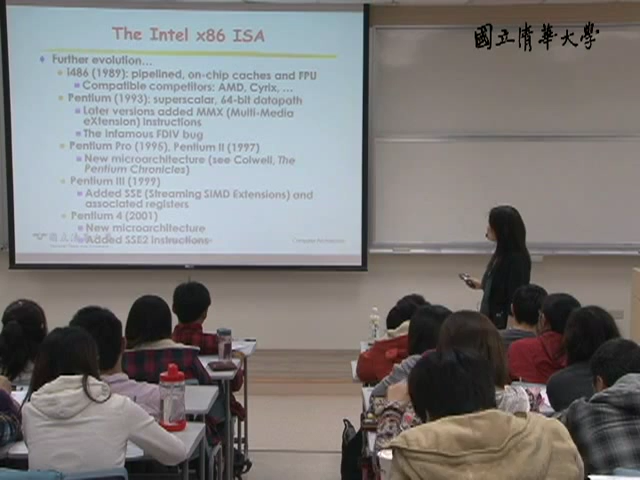 國立清華大學
The Intel x86 ISA
Further evolution…
i486 (1989): pipelined, on-chip caches and FPU
Compatible competitors: AMD, Cyrix, …
Pentium (1993): superscalar, 64-bit datapath
Later versions added MMX (Multi-Media
eXtension) instructions
The infamous FDIV bug
Pentium Pro (1995), Pentium II (1997)
New microarchitecture (see Colwell, The
Pentium Chronicles)
Pentium III (1999)
Added SSE (Streaming SIMD Extensions) and
associated registers
Pentium 4 (2001)
New microarchitecture
Added SSE2 instructions